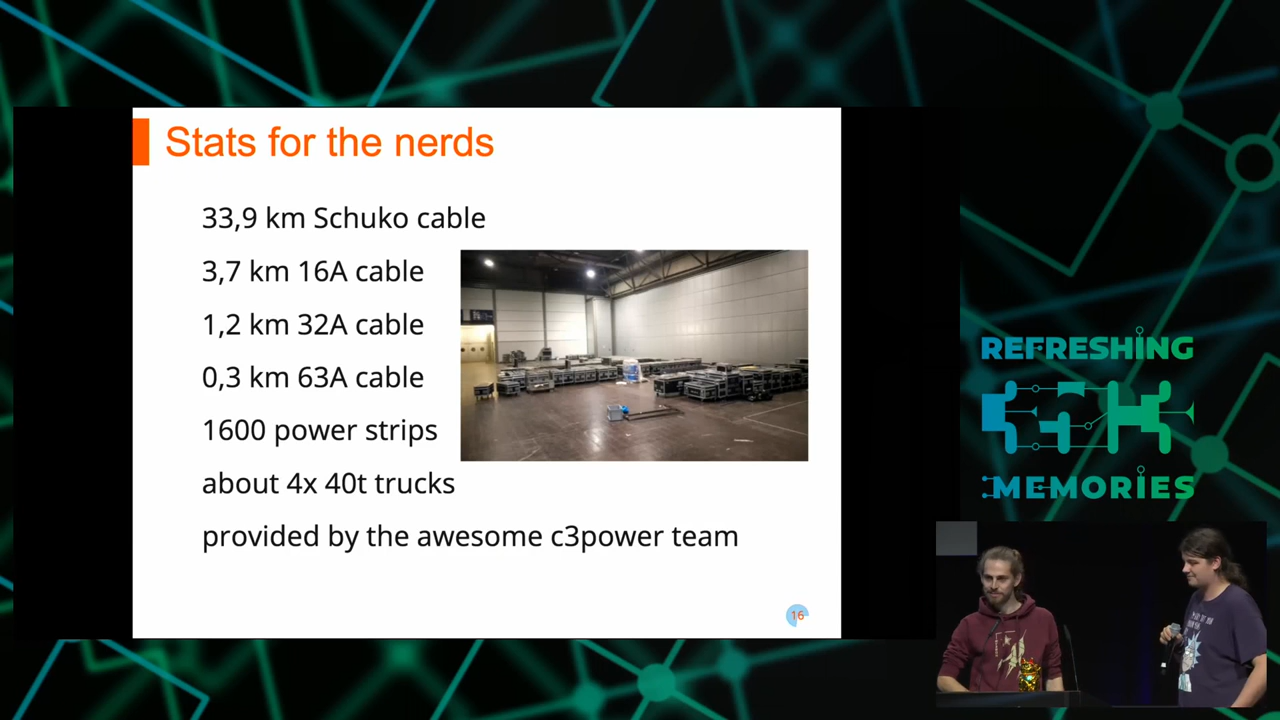 Stats for the nerds
33,9 km Schuko cable
3,7 km 16A cable
1,2 km 32A cable
0,3 km 63A cable
1600 power strips
about 4x 40t trucks
provided by the awesome c3power team
16
REFRESHING
MEMORIES